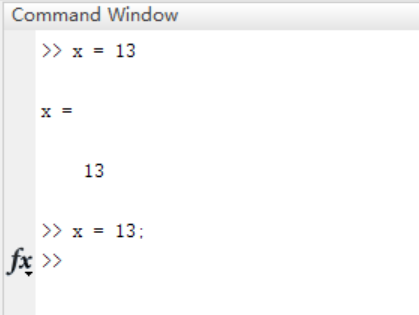 Command Window
>> x = 13
x =
13
>> x = 13;
fx >>